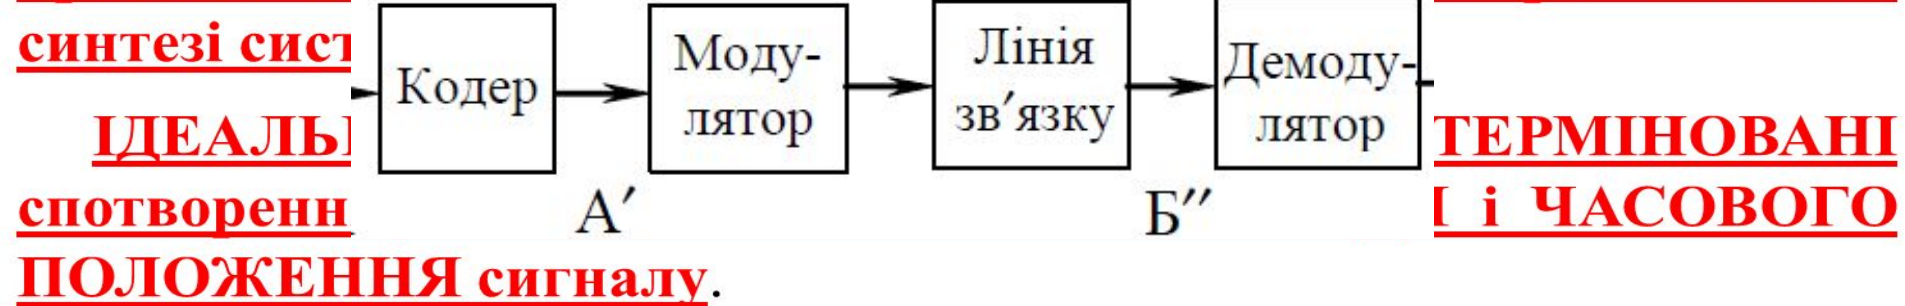 синтезі сист
Кодер
Моду-
лятор
Лінія
зв′язку
Демоду-
лятор
ІДЕАЛЬ
ТЕРМІНОВАНІ
спотворенн
А′
Б′′
І і ЧАСОВОГО
ПОЛОЖЕННЯ сигналу.